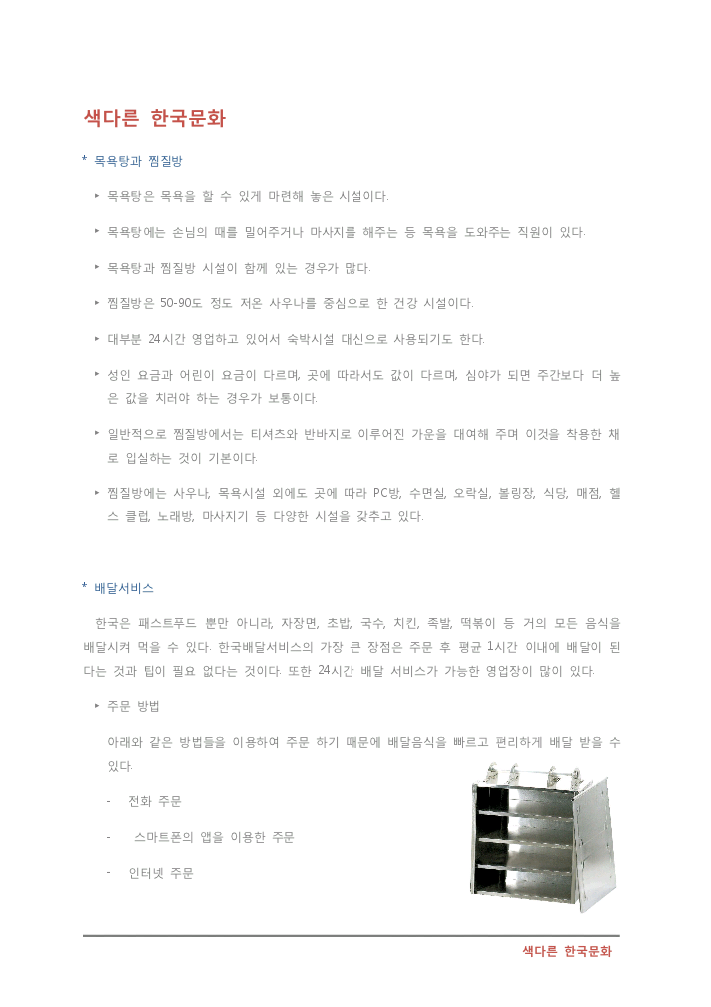 색다른 한국문화
* 목욕탕과 찜질방
▸ 목욕탕은 목욕을 할 수 있게 마련해 놓은 시설이다.
▸ 목욕탕에는 손님의 때를 밀어주거나 마사지를 해주는 등 목욕을 도와주는 직원이 있다.
▸ 목욕탕과 찜질방 시설이 함께 있는 경우가 많다.
▸ 찜질방은 50-90도 정도 저온 사우나를 중심으로 한 건강 시설이다.
▸ 대부분 24시간 영업하고 있어서 숙박시설 대신으로 사용되기도 한다.
▸ 성인 요금과 어린이 요금이 다르며, 곳에 따라서도 값이 다르며, 심야가 되면 주간보다 더 높
은 값을 치러야 하는 경우가 보통이다.
▸ 일반적으로 찜질방에서는 티셔츠와 반바지로 이루어진 가운을 대여해 주며 이것을 착용한 채
로 입실하는 것이 기본이다.
▸ 찜질방에는 사우나, 목욕시설 외에도 곳에 따라 PC방, 수면실, 오락실, 볼링장, 식당, 매점, 헬
스 클럽, 노래방, 마사지기 등 다양한 시설을 갖추고 있다.
* 배달서비스
한국은 패스트푸드 뿐만 아니라, 자장면, 초밥, 국수, 치킨, 족발, 떡볶이 등 거의 모든 음식을
배달시켜 먹을 수 있다. 한국배달서비스의 가장 큰 장점은 주문 후 평균 1시간 이내에 배달이 된
다는 것과 팁이 필요 없다는 것이다. 또한 24시간 배달 서비스가 가능한 영업장이 많이 있다.
▸ 주문 방법
아래와 같은 방법들을 이용하여 주문 하기 때문에 배달음식을 빠르고 편리하게 배달 받을 수
있다.
- 전화 주문
- 스마트폰의 앱을 이용한 주문
- 인터넷 주문
색다른 한국문화